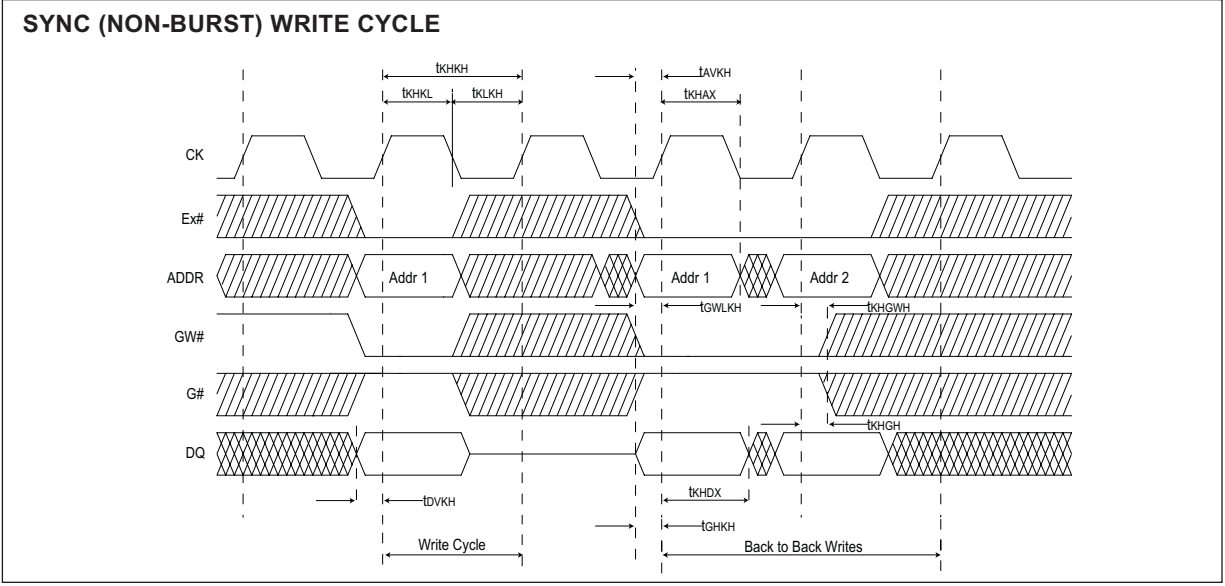 SYNC (NON-BURST) WRITE CYCLE
tKHKH
tAVKH
tKHKL
tKLKH
tKHAX
CK
Ex#
ADDR
Addr 1
Addr 1
Addr 2
tGWLKH
tKHGWH
GW#
G#
tKHGH
DQ
tKHDX
tDVKH
tGHKH
Write Cycle
Back to Back Writes